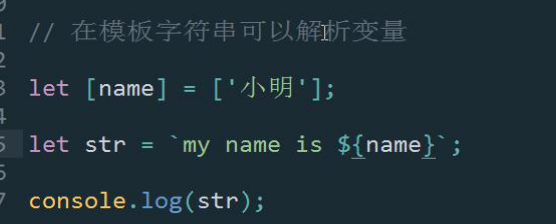 // 在模板字符串可以解析变量
let [name] = ['小明'];
let str = `my name is ${name}`;
console.log(str);